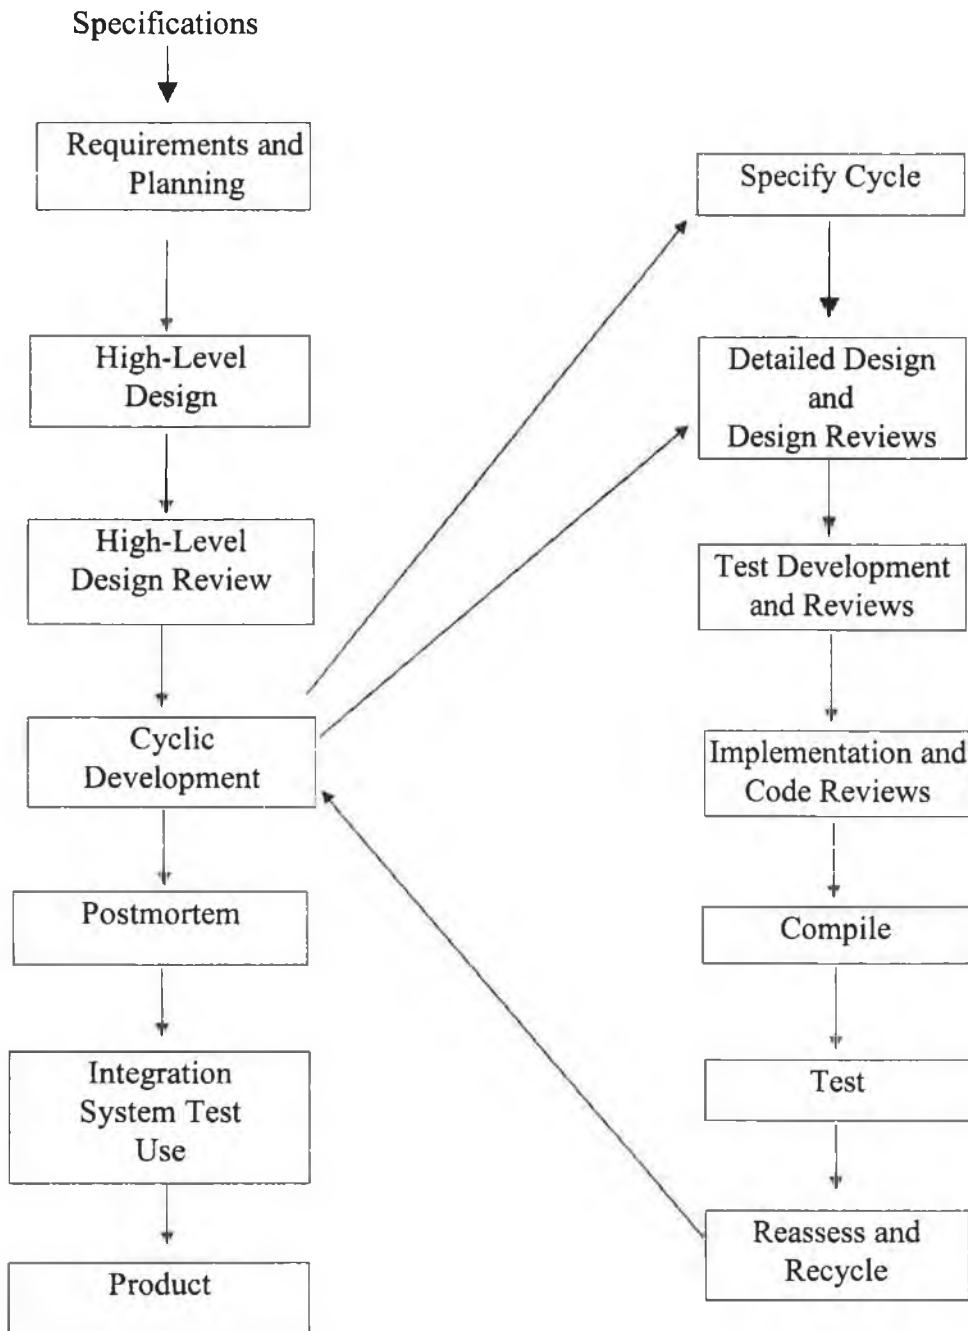 Specifications
Requirements and
Planning
High-Level
Design
High-Level
Design Review
Cyclic
Development
Postmortem
Integration
System Test
Use
Product
Specify Cycle
Detailed Design
and
Design Reviews
Test Development
and Reviews
Implementation and
Code Reviews
Compile
Test
Reassess and
Recycle